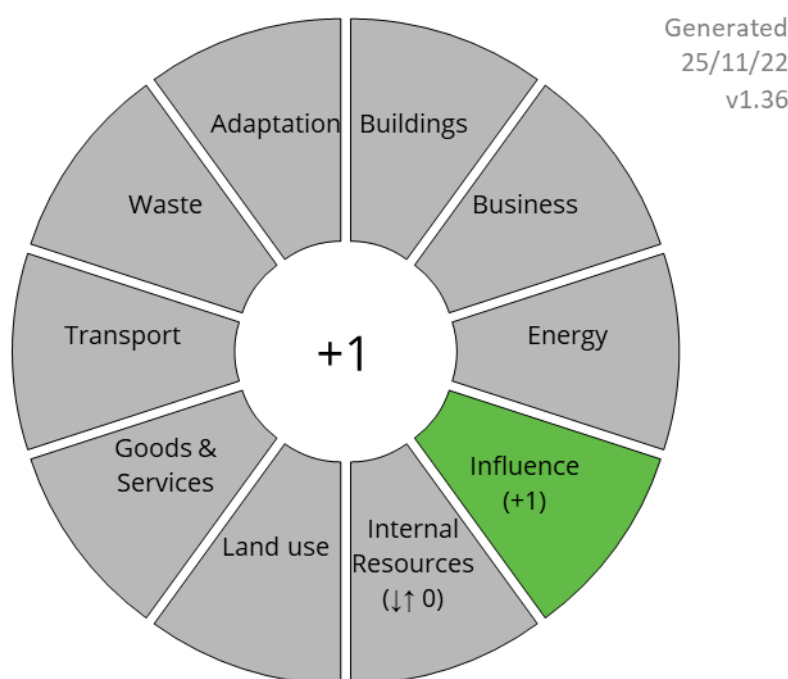 Generated
25/11/22
v1.36
Adaptation
Buildings
Waste
Business
Transport
+1
Energy
Goods &
Services
Influence
(+1)
Land use
Internal
Resources
(↓↑ 0)